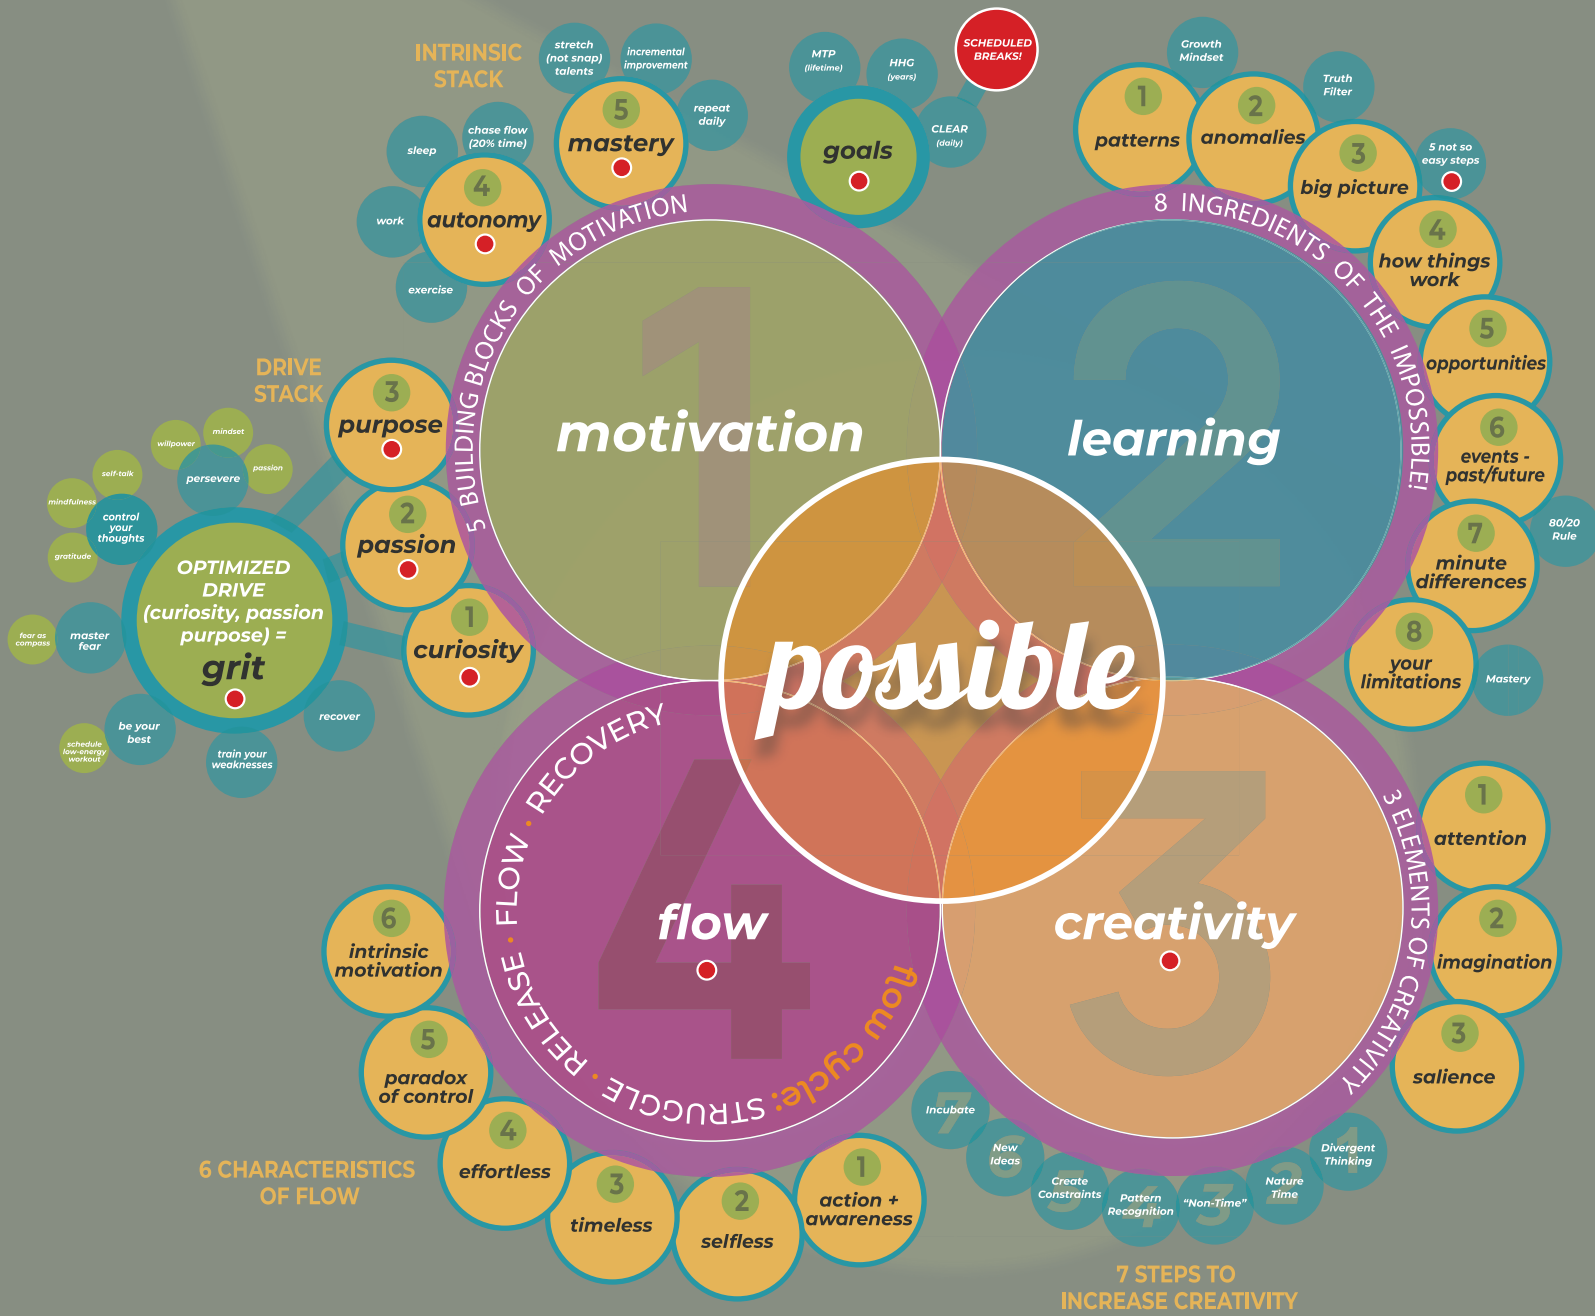 INTRINSIC
STACK
stretch
(not snap)
talents
incremental
improvement
repeat
daily
5
mastery
chase flow
(20% time)
sleep
work
exercise
4
autonomy
MTP
(lifetime)
HHG
(years)
SCHEDULED
BREAKS!
CLEAR
(daily)
goals
Growth
Mindset
Truth
Filter
5 not so
easy steps
1
patterns
2
anomalies
3
big picture
4
how things
work
5
opportunities
6
events -
past/future
80/20
Rule
7
minute
differences
8
your
limitations
Mastery
5 BUILDING BLOCKS OF MOTIVATION
8 INGREDIENTS OF THE IMPOSSIBLE!
1
motivation
2
learning
possible
DRIVE
STACK
3
purpose
2
passion
1
curiosity
willpower
mindset
passion
persevere
self-talk
mindfulness
gratitude
control
your
thoughts
OPTIMIZED
DRIVE
(curiosity, passion
purpose) =
grit
fear as
compass
master
fear
be your
best
schedule
low-energy
workout
train your
weaknesses
recover
flow cycle: STRUGGLE · RELEASE · FLOW · RECOVERY
4
flow
3
creativity
3 ELEMENTS OF CREATIVITY
1
attention
2
imagination
3
salience
6
intrinsic
motivation
5
paradox
of control
4
effortless
3
timeless
2
selfless
1
action +
awareness
6 CHARACTERISTICS
OF FLOW
7
Incubate
6
New
Ideas
5
Create
Constraints
4
Pattern
Recognition
3
“Non-Time”
2
Nature
Time
1
Divergent
Thinking
7 STEPS TO
INCREASE CREATIVITY